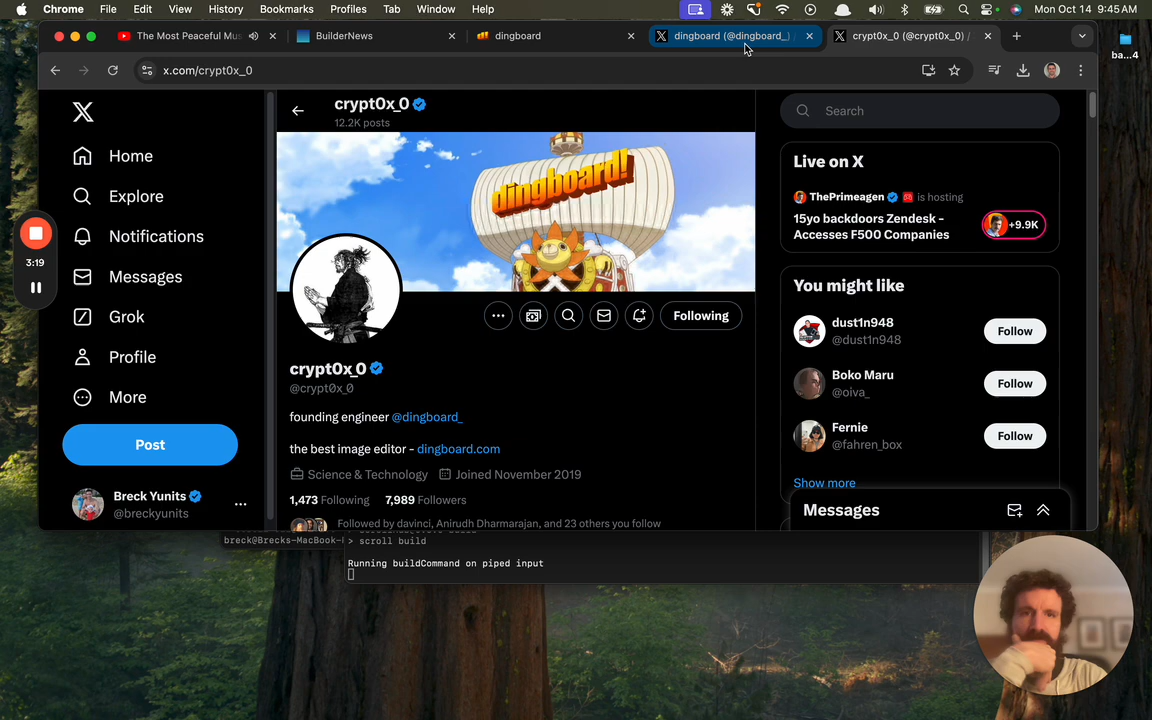 Chrome File Edit View History Bookmarks Profiles Tab Window Help
Mon Oct 14 9:45AM
The Most Peaceful Mu
BuilderNews
dingboard
dingboard (@dingboard_)
crypt0x_0 (@crypt0x_0) /
x.com/crypt0x_0
ba...4
3:19
Home
Explore
Notifications
Messages
Grok
Profile
More
Post
Breck Yunits
@breckyunits
crypt0x_0
12.2K posts
dingboard!
Following
crypt0x_0
@crypt0x_0
founding engineer @dingboard_
the best image editor - dingboard.com
Science & Technology Joined November 2019
1,473 Following 7,989 Followers
Followed by davinci, Anirudh Dharmarajan, and 23 others you follow
Search
Live on X
ThePrimeagen is hosting
15yo backdoors Zendesk -
Accesses F500 Companies
+9.9K
You might like
dust1n948
@dust1n948
Follow
Boko Maru
@oiva_
Follow
Fernie
@fahren_box
Follow
Show more
Messages
breck@Brecks-MacBook-
> scroll build
Running buildCommand on piped input